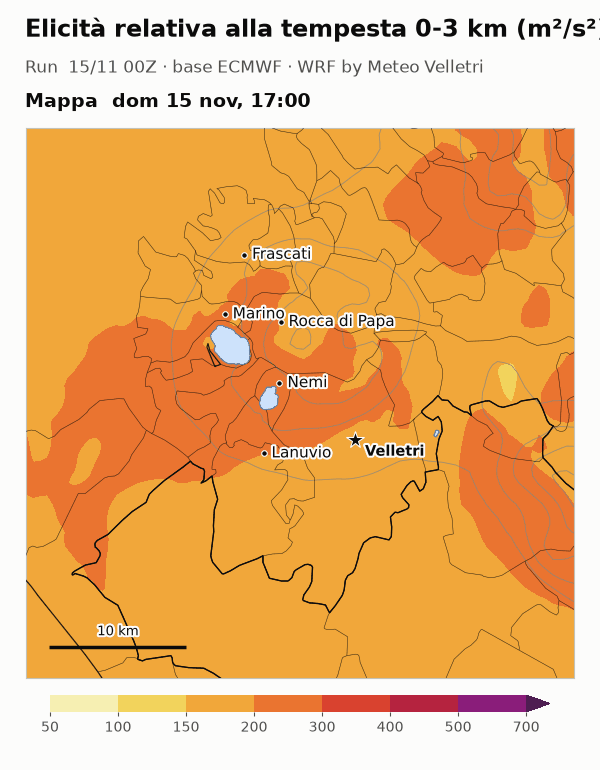 Elicità relativa alla tempesta 0-3 km (m²/s²)
Run  15/11 00Z · base ECMWF · WRF by Meteo Velletri
Mappa  dom 15 nov, 17:00
Frascati
Marino
Rocca di Papa
Nemi
Lanuvio
Velletri
10 km
50 100 150 200 300 400 500 700